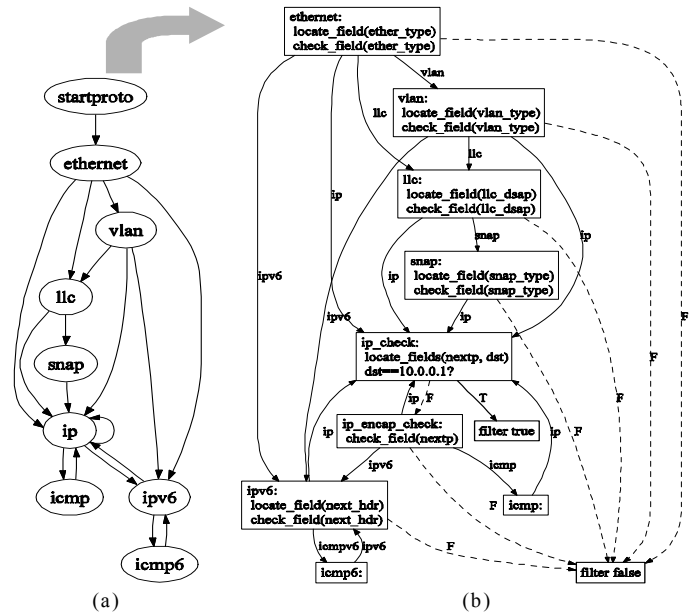 startproto
ethernet
vlan
llc
snap
ip
icmp
ipv6
icmp6
(a)
ethernet:
locate_field(ether_type)
check_field(ether_type)
vlan
vlan:
locate_field(vlan_type)
check_field(vlan_type)
llc
llc
llc:
locate_field(llc_dsap)
check_field(llc_dsap)
ip
snap
ip
snap:
locate_field(snap_type)
check_field(snap_type)
ipv6
ip
ipv6
ip
F
ip_check:
locate_fields(nextp, dst)
dst==10.0.0.1?
F
ip
F
T
F
ip_encap_check:
check_field(nextp)
filter true
F
ip
ip
ipv6
icmp
ipv6:
locate_field(next_hdr)
check_field(next_hdr)
F
icmp:
icmpv6
ipv6
F
icmp6:
filter false
(b)